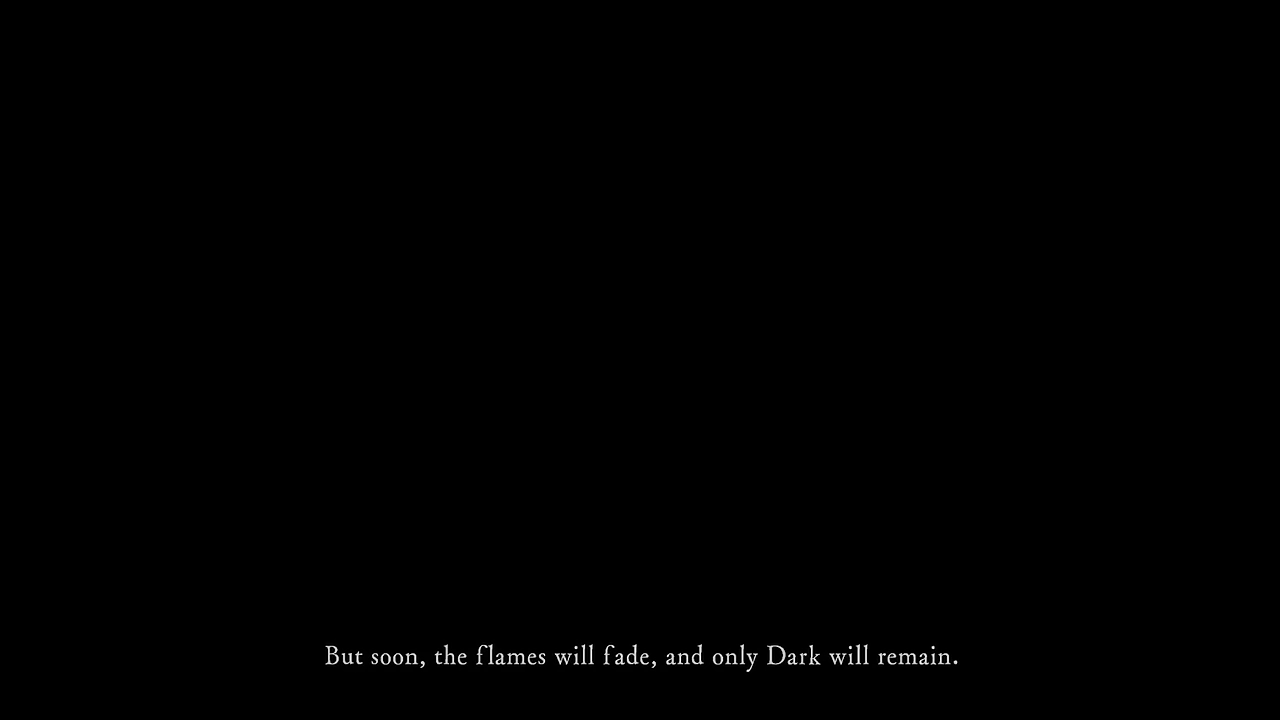 But soon, the flames will fade, and only Dark will remain.